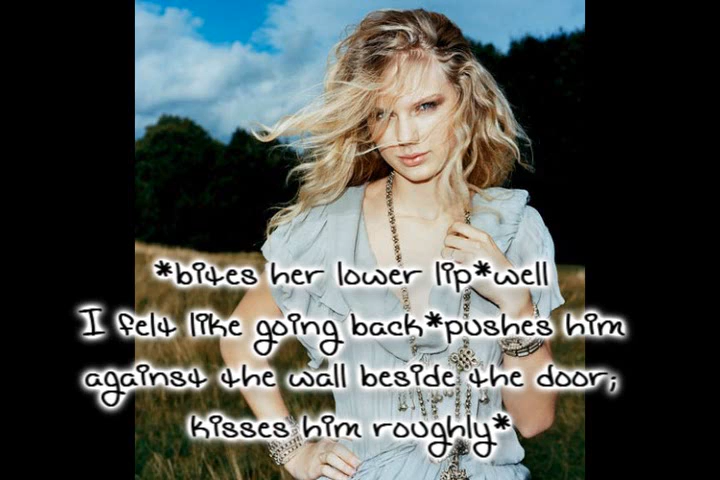 *bites her lower lip*well
I felt like going back*pushes him
against the wall beside the door;
kisses him roughly*